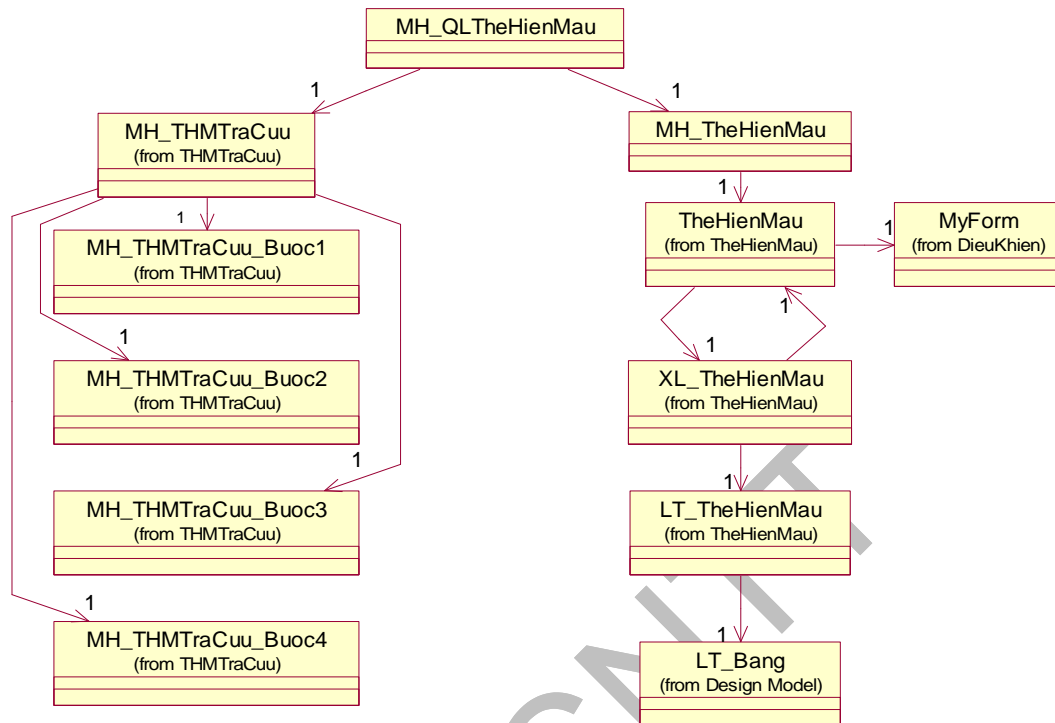 MH_QLTheHienMau
1
1
MH_THMTraCuu
(from THMTraCuu)
MH_TheHienMau
1
1
TheHienMau
(from TheHienMau)
1
MyForm
(from DieuKhien)
MH_THMTraCuu_Buoc1
(from THMTraCuu)
1
1
1
MH_THMTraCuu_Buoc2
(from THMTraCuu)
XL_TheHienMau
(from TheHienMau)
1
1
MH_THMTraCuu_Buoc3
(from THMTraCuu)
LT_TheHienMau
(from TheHienMau)
1
1
MH_THMTraCuu_Buoc4
(from THMTraCuu)
LT_Bang
(from Design Model)
CNTT